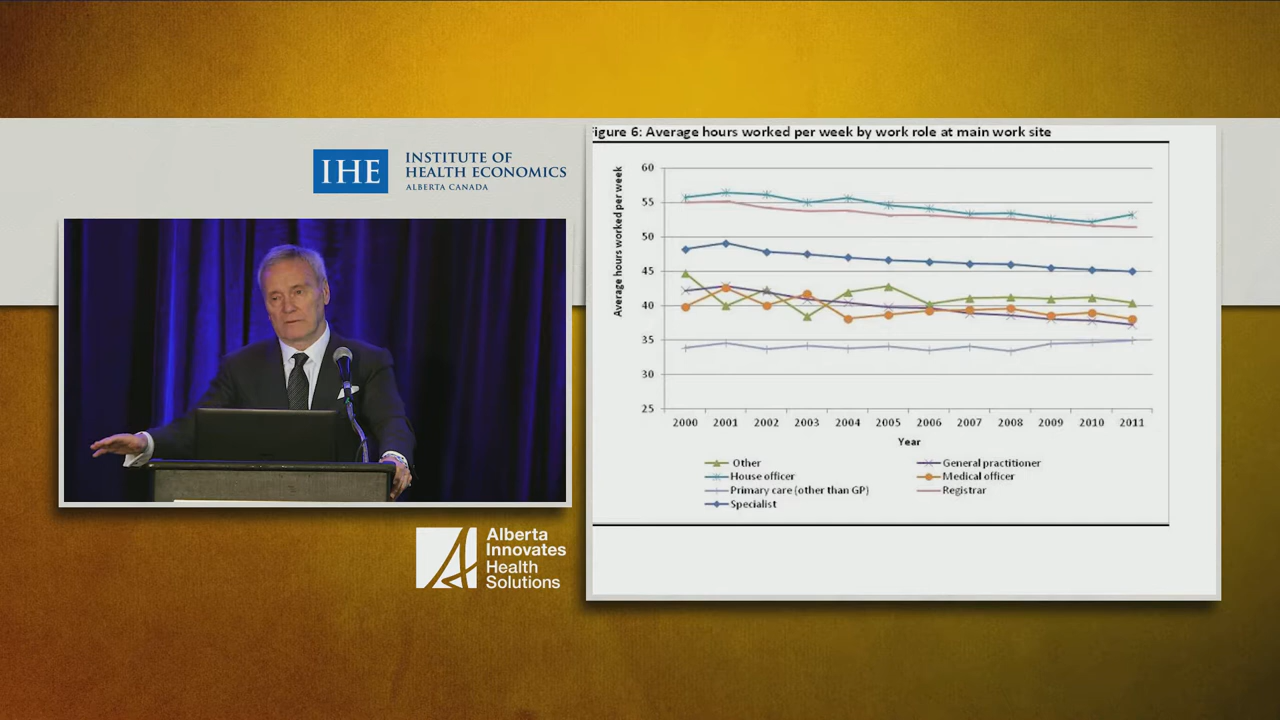 IHE
INSTITUTE OF
HEALTH ECONOMICS
ALBERTA CANADA
Alberta
Innovates
Health
Solutions
igure 6: Average hours worked per week by work role at main work site
Average hours worked per week
60
55
50
45
40
35
30
25
2000 2001 2002 2003 2004 2005 2006 2007 2008 2009 2010 2011
Year
Other
General practitioner
House officer
Medical officer
Primary care (other than GP)
Registrar
Specialist